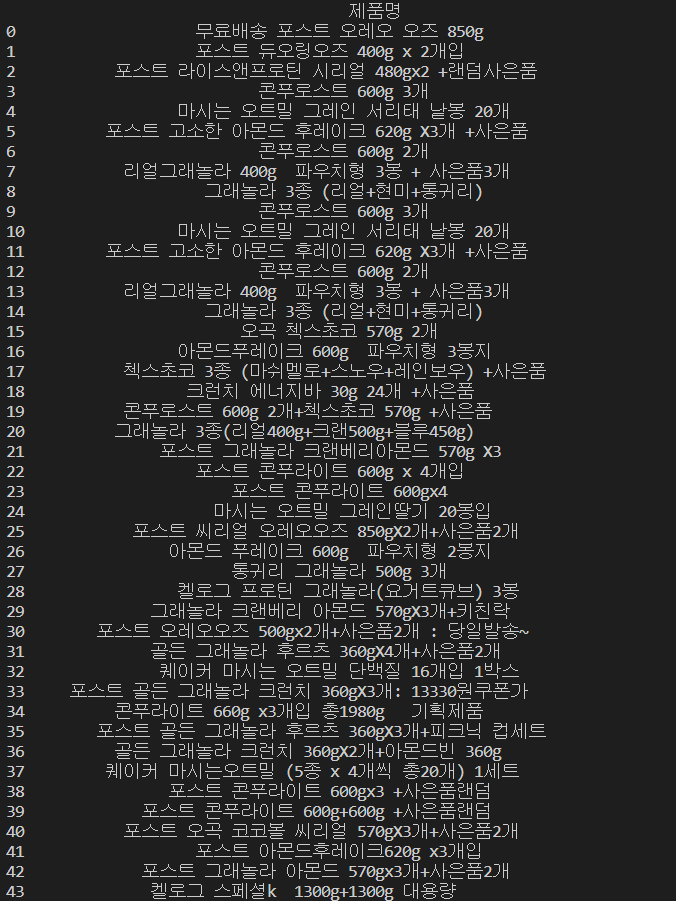 제품명
0 무료배송 포스트 오레오 오즈 850g
1 포스트 듀오링오즈 400g x 2개입
2 포스트 라이스앤프로틴 시리얼 480gx2 +랜덤사은품
3 콘푸로스트 600g 3개
4 마시는 오트밀 그레인 서리태 낱봉 20개
5 포스트 고소한 아몬드 후레이크 620g X3개 +사은품
6 콘푸로스트 600g 2개
7 리얼그래놀라 400g 파우치형 3봉 + 사은품3개
8 그래놀라 3종 (리얼+현미+통귀리)
9 콘푸로스트 600g 3개
10 마시는 오트밀 그레인 서리태 낱봉 20개
11 포스트 고소한 아몬드 후레이크 620g X3개 +사은품
12 콘푸로스트 600g 2개
13 리얼그래놀라 400g 파우치형 3봉 + 사은품3개
14 그래놀라 3종 (리얼+현미+통귀리)
15 오곡 첵스초코 570g 2개
16 아몬드푸레이크 600g 파우치형 3봉지
17 첵스초코 3종 (마쉬멜로+스노우+레인보우) +사은품
18 크런치 에너지바 30g 24개 +사은품
19 콘푸로스트 600g 2개+첵스초코 570g +사은품
20 그래놀라 3종(리얼400g+크랜500g+블루450g)
21 포스트 그래놀라 크랜베리아몬드 570g X3
22 포스트 콘푸라이트 600g x 4개입
23 포스트 콘푸라이트 600gx4
24 마시는 오트밀 그레인딸기 20봉입
25 포스트 씨리얼 오레오오즈 850gX2개+사은품2개
26 아몬드 푸레이크 600g 파우치형 2봉지
27 통귀리 그래놀라 500g 3개
28 켈로그 프로틴 그래놀라(요거트큐브) 3봉
29 그래놀라 크랜베리 아몬드 570gX3개+키친락
30 포스트 오레오오즈 500gx2개+사은품2개 : 당일발송~
31 골든 그래놀라 후르츠 360gX4개+사은품2개
32 퀘이커 마시는 오트밀 단백질 16개입 1박스
33 포스트 골든 그래놀라 크런치 360gX3개: 13330원쿠폰가
34 콘푸라이트 660g x3개입 총1980g 기획제품
35 포스트 골든 그래놀라 후르츠 360gX3개+피크닉 컵세트
36 골든 그래놀라 크런치 360gX2개+아몬드빈 360g
37 퀘이커 마시는오트밀 (5종 x 4개씩 총20개) 1세트
38 포스트 콘푸라이트 600gx3 +사은품랜덤
39 포스트 콘푸라이트 600g+600g +사은품랜덤
40 포스트 오곡 코코볼 씨리얼 570gX3개+사은품2개
41 포스트 아몬드후레이크620g x3개입
42 포스트 그래놀라 아몬드 570gx3개+사은품2개
43 켈로그 스페셜k 1300g+1300g 대용량